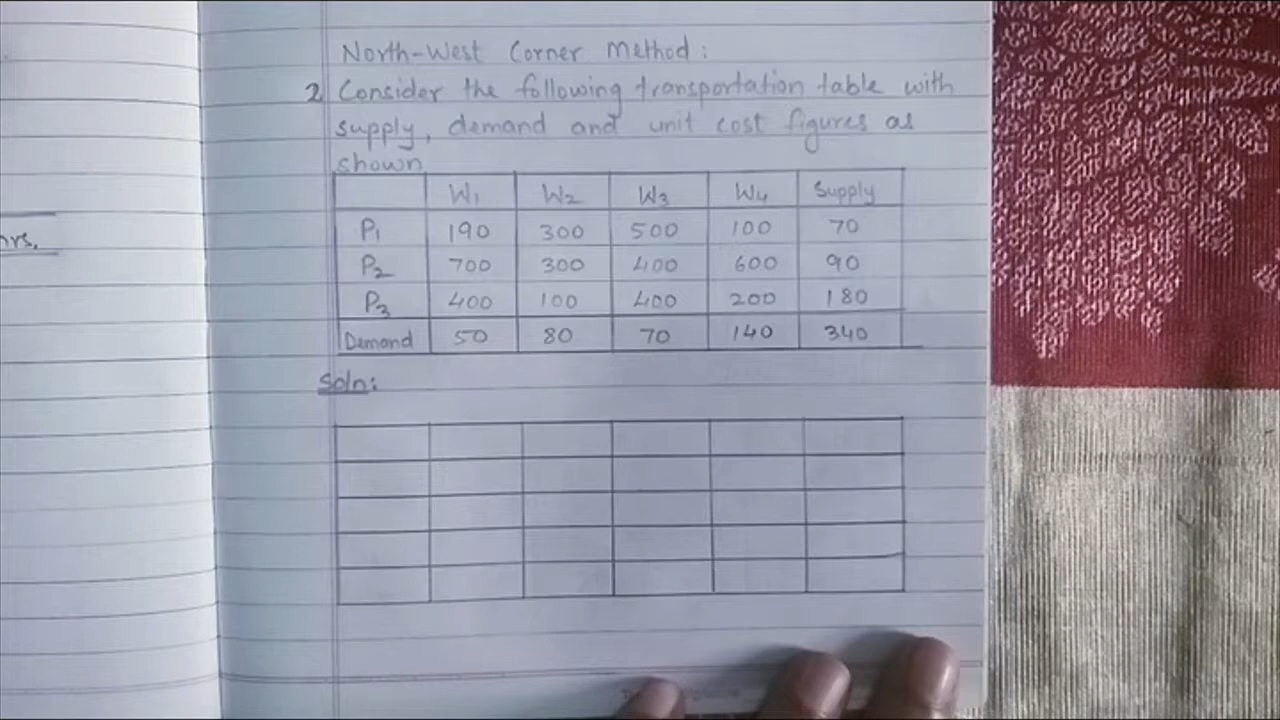 North-West Corner Method:
2 Consider the following transportation table with
supply, demand and unit cost figures as
shown
W1 W2 W3 W4 Supply
P1 190 300 500 100 70
P2 700 300 400 600 90
P3 400 100 400 200 180
Demand 50 80 70 140 340
Soln: